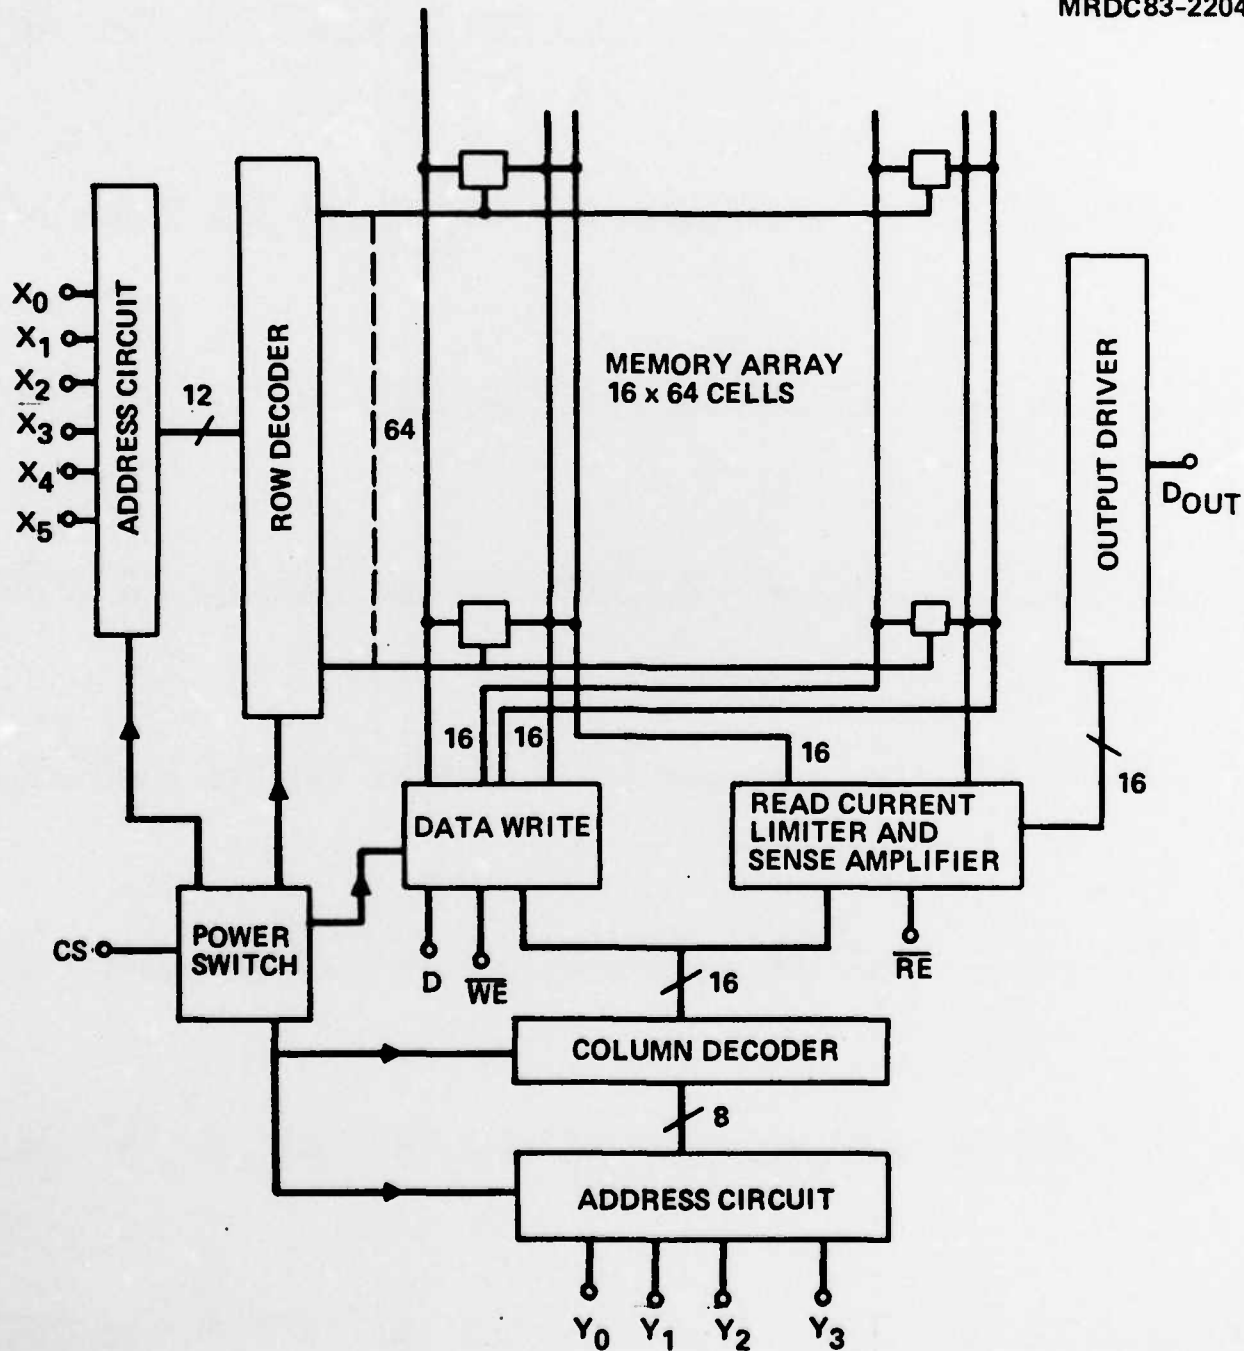 MRDC83-2204
X0
X1
X2
X3
X4
X5
ADDRESS CIRCUIT
12
ROW DECODER
64
MEMORY ARRAY
16 x 64 CELLS
OUTPUT DRIVER
DOUT
16
16
16
16
DATA WRITE
READ CURRENT
LIMITER AND
SENSE AMPLIFIER
CS
POWER
SWITCH
D
WE
RE
16
COLUMN DECODER
8
ADDRESS CIRCUIT
Y0
Y1
Y2
Y3